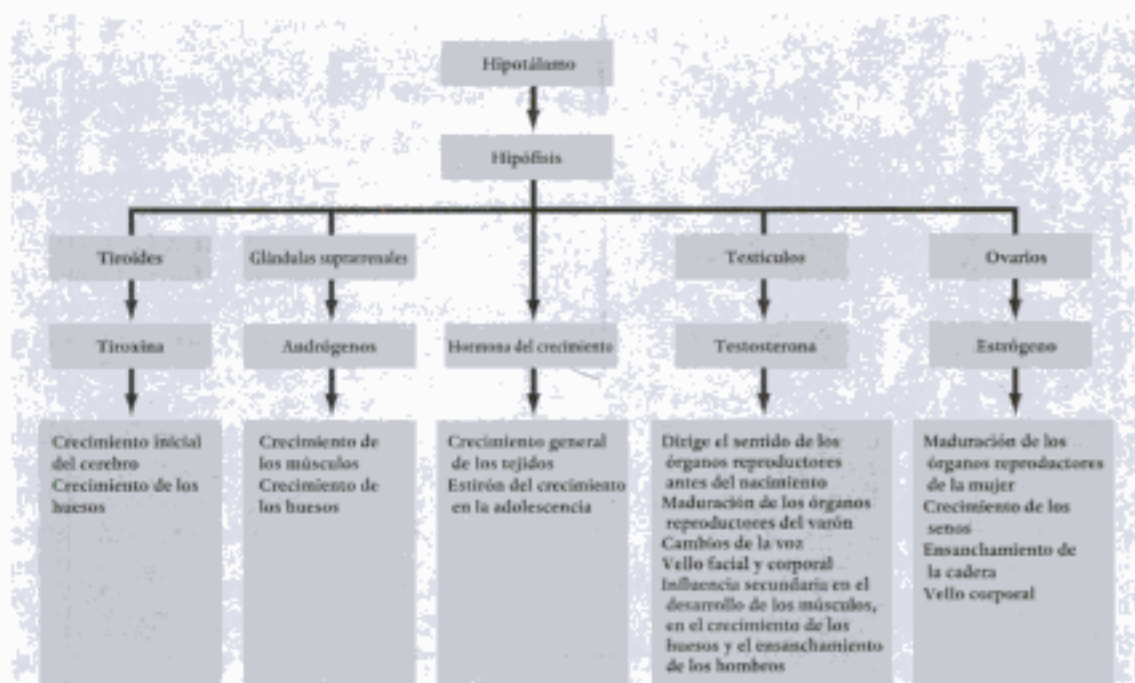 Hipotálamo
Hipófisis
Tiroides
Glándulas suprarrenales
Testículos
Ovarios
Tiroxina
Andrógenos
Hormona del crecimiento
Testosterona
Estrógeno
Crecimiento inicial
del cerebro
Crecimiento de los
huesos
Crecimiento de
los músculos
Crecimiento de
los huesos
Crecimiento general
de los tejidos
Estirón del crecimiento
en la adolescencia
Dirige el sentido de los
órganos reproductores
antes del nacimiento
Maduración de los órganos
reproductores del varón
Cambios de la voz
Vello facial y corporal
Influencia secundaria en el
desarrollo de los músculos,
en el crecimiento de los
huesos y el ensanchamiento
de los hombros
Maduración de los
órganos reproductores
de la mujer
Crecimiento de los
senos
Ensanchamiento de
la cadera
Vello corporal